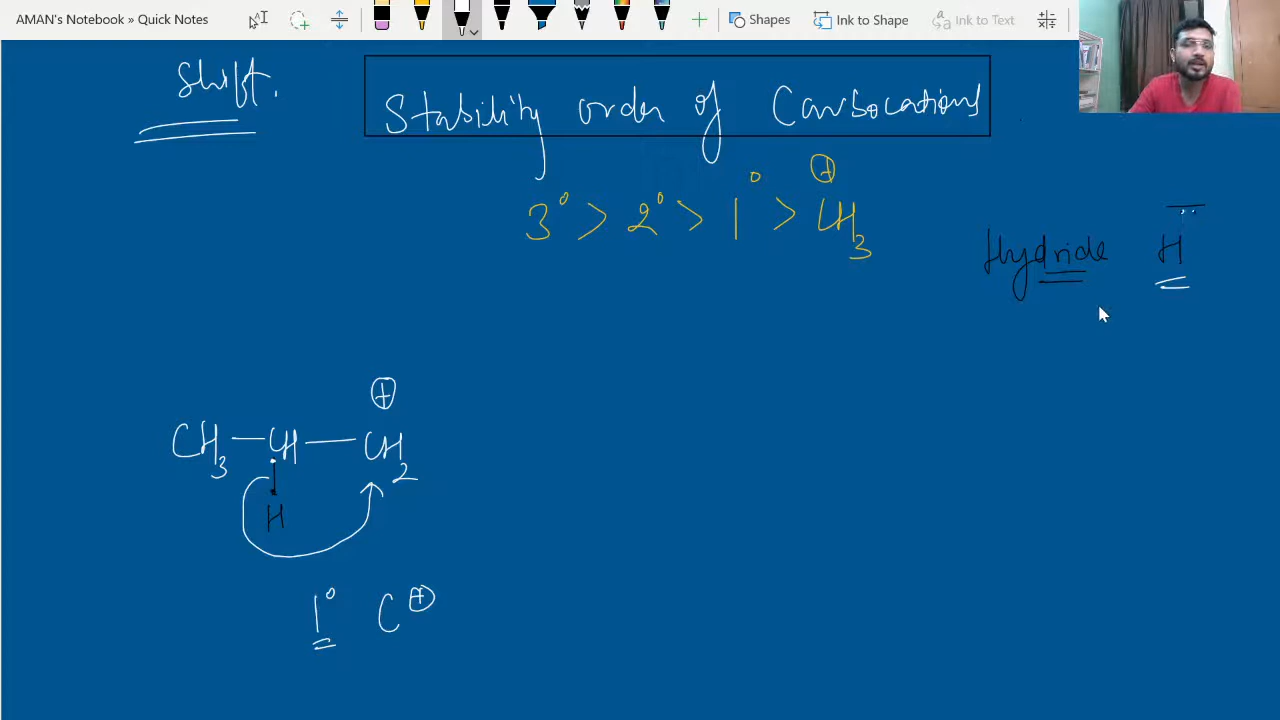 AMAN's Notebook » Quick Notes
Shapes
Ink to Shape
Ink to Text
Shift.
Stability order of Carbocations
3° > 2° > 1° > CH3 ⊕
Hydride H̄ ..
⊕
CH3 — CH — CH2
H
1° C⊕